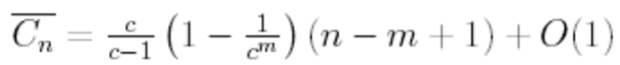 $\overline{C_n} = \frac{c}{c-1} \left(1 - \frac{1}{c^m}\right) (n - m + 1) + O(1)$